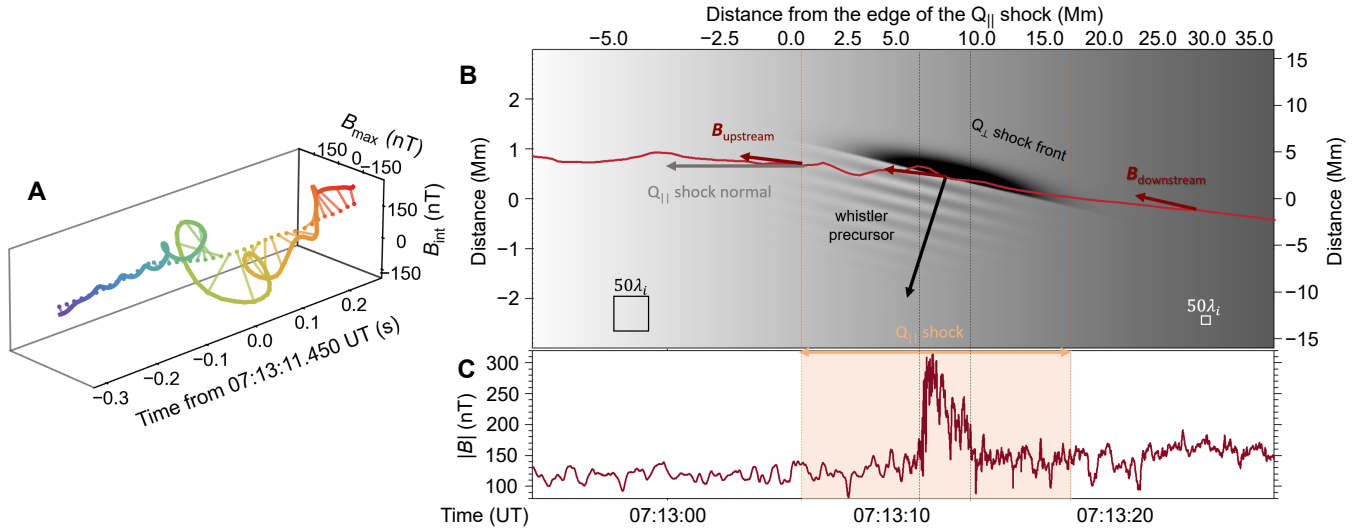 A
B_max (nT)
150 0 −150
150
0
−150
B_int (nT)
−0.3
−0.2
−0.1
0.0
0.1
0.2
Time from 07:13:11.450 UT (s)
Distance from the edge of the Q_|| shock (Mm)
−5.0 −2.5 0.0 2.5 5.0 10.0 15.0 20.0 25.0 30.0 35.0
B
Distance (Mm)
2
1
0
−1
−2
15
10
5
0
−5
−10
−15
Distance (Mm)
B_upstream
Q_|| shock normal
whistler
precursor
Q_⊥ shock front
B_downstream
50λ_i
50λ_i
Q_|| shock
C
|B| (nT)
300
250
200
150
100
Time (UT) 07:13:00 07:13:10 07:13:20